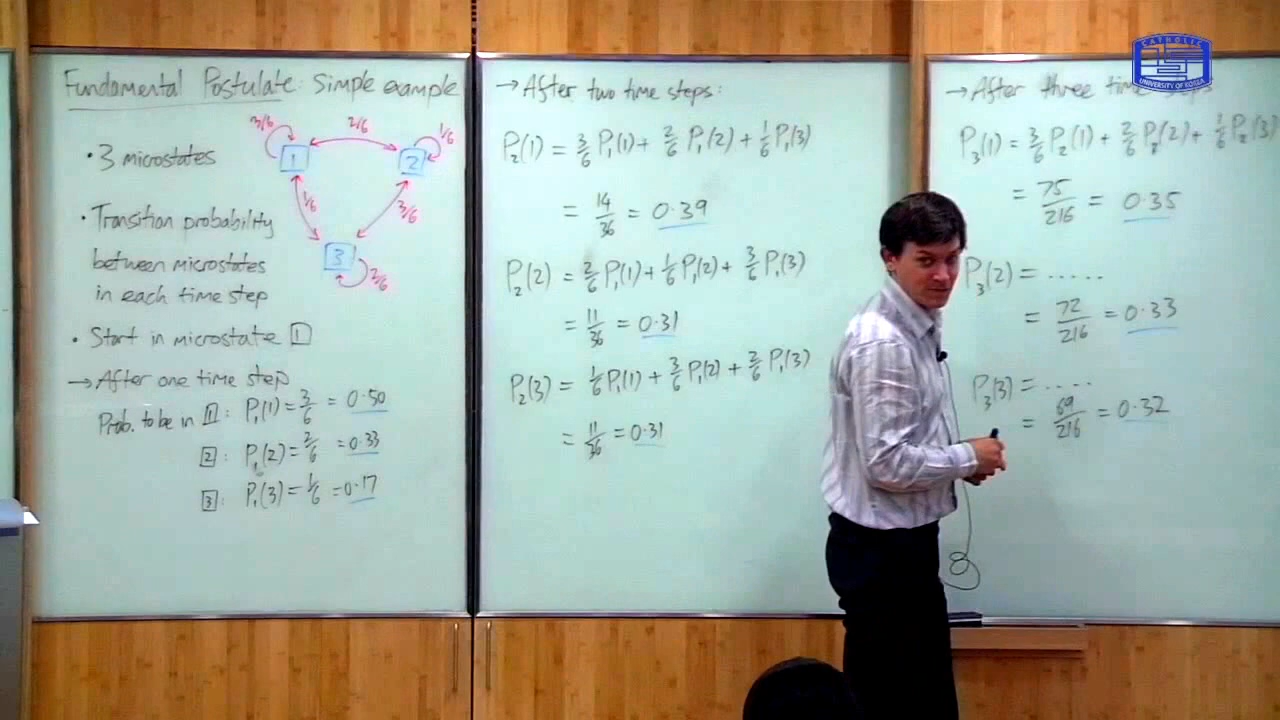 Fundamental Postulate: Simple example
3/6
2/6
1/6
1
2
• 3 microstates
1/6
3/6
• Transition probability
between microstates
in each time step
3
2/6
• Start in microstate 1
→ After one time step
Prob. to be in 1: P₁(1) = 3/6 = 0.50
2: P₁(2) = 2/6 = 0.33
3: P₁(3) = 1/6 = 0.17
→ After two time steps:
P₂(1) = 3/6 P₁(1) + 2/6 P₁(2) + 1/6 P₁(3)
= 14/36 = 0.39
P₂(2) = 2/6 P₁(1) + 1/6 P₁(2) + 3/6 P₁(3)
= 11/36 = 0.31
P₂(3) = 1/6 P₁(1) + 3/6 P₁(2) + 2/6 P₁(3)
= 11/36 = 0.31
→ After three time
P₃(1) = 3/6 P₂(1) + 2/6 P₂(2) + 1/6 P₂(3)
= 75/216 = 0.35
P₃(2) = .....
= 72/216 = 0.33
P₃(3) = .....
= 69/216 = 0.32
CATHOLIC
UNIVERSITY OF KOREA